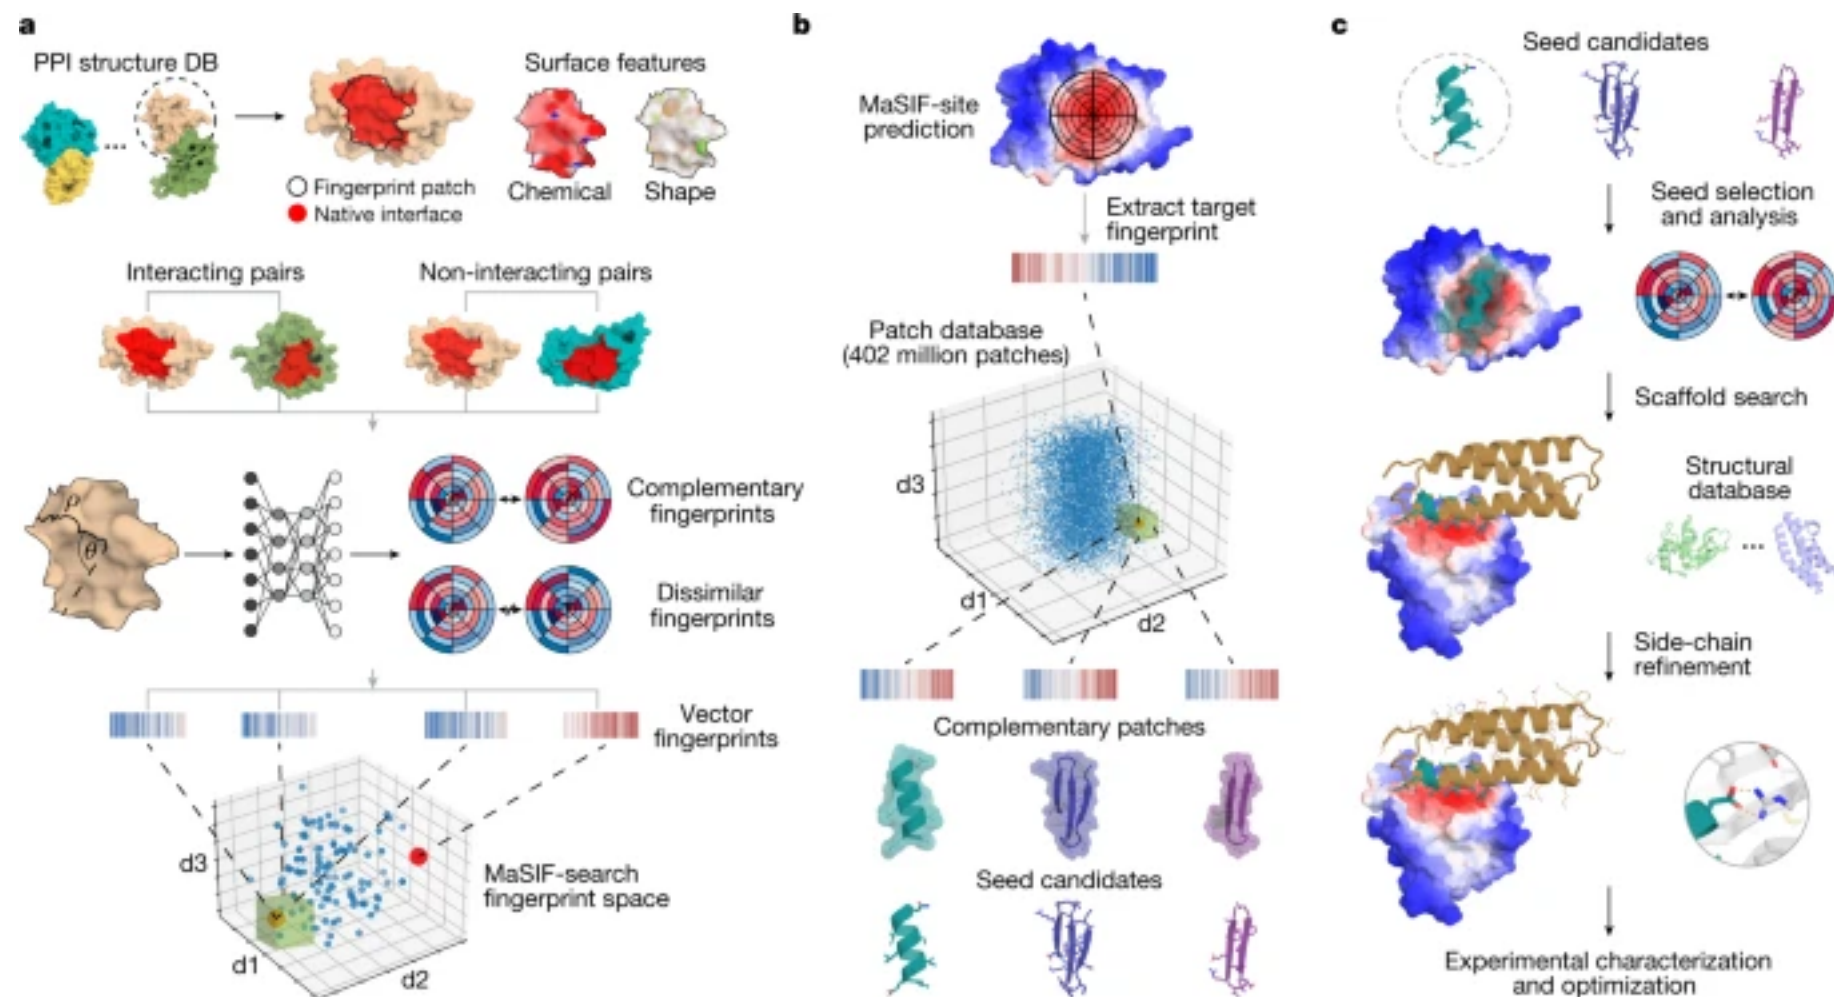 a
PPI structure DB
...
Fingerprint patch
Native interface
Surface features
Chemical
Shape
Interacting pairs
Non-interacting pairs
ρ
θ
Complementary
fingerprints
Dissimilar
fingerprints
Vector
fingerprints
d3
d1
d2
MaSIF-search
fingerprint space
b
MaSIF-site
prediction
Extract target
fingerprint
Patch database
(402 million patches)
d3
d1
d2
Complementary patches
Seed candidates
c
Seed candidates
Seed selection
and analysis
Scaffold search
Structural
database
...
Side-chain
refinement
Experimental characterization
and optimization